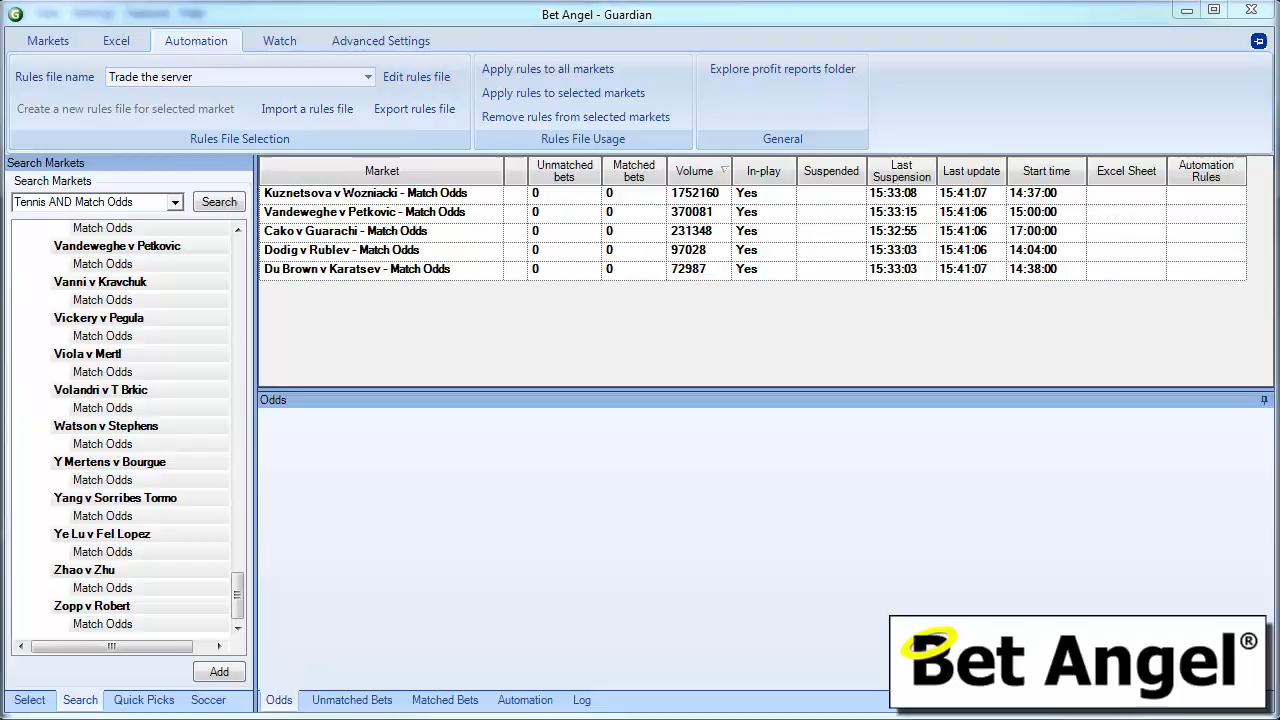 Bet Angel - Guardian
Markets Excel Automation Watch Advanced Settings
Rules file name Trade the server Edit rules file
Create a new rules file for selected market Import a rules file Export rules file
Rules File Selection
Apply rules to all markets
Apply rules to selected markets
Remove rules from selected markets
Rules File Usage
Explore profit reports folder
General
Search Markets
Search Markets
Tennis AND Match Odds Search
Match Odds
Vandeweghe v Petkovic
Match Odds
Vanni v Kravchuk
Match Odds
Vickery v Pegula
Match Odds
Viola v Mertl
Match Odds
Volandri v T Brkic
Match Odds
Watson v Stephens
Match Odds
Y Mertens v Bourgue
Match Odds
Yang v Sorribes Tormo
Match Odds
Ye Lu v Fel Lopez
Match Odds
Zhao v Zhu
Match Odds
Zopp v Robert
Match Odds
Add
Select Search Quick Picks Soccer
Market Unmatched bets Matched bets Volume In-play Suspended Last Suspension Last update Start time Excel Sheet Automation Rules
Kuznetsova v Wozniacki - Match Odds 0 0 1752160 Yes 15:33:08 15:41:07 14:37:00
Vandeweghe v Petkovic - Match Odds 0 0 370081 Yes 15:33:15 15:41:06 15:00:00
Cako v Guarachi - Match Odds 0 0 231348 Yes 15:32:55 15:41:06 17:00:00
Dodig v Rublev - Match Odds 0 0 97028 Yes 15:33:03 15:41:06 14:04:00
Du Brown v Karatsev - Match Odds 0 0 72987 Yes 15:33:03 15:41:07 14:38:00
Odds
Odds Unmatched Bets Matched Bets Automation Log
Bet Angel®